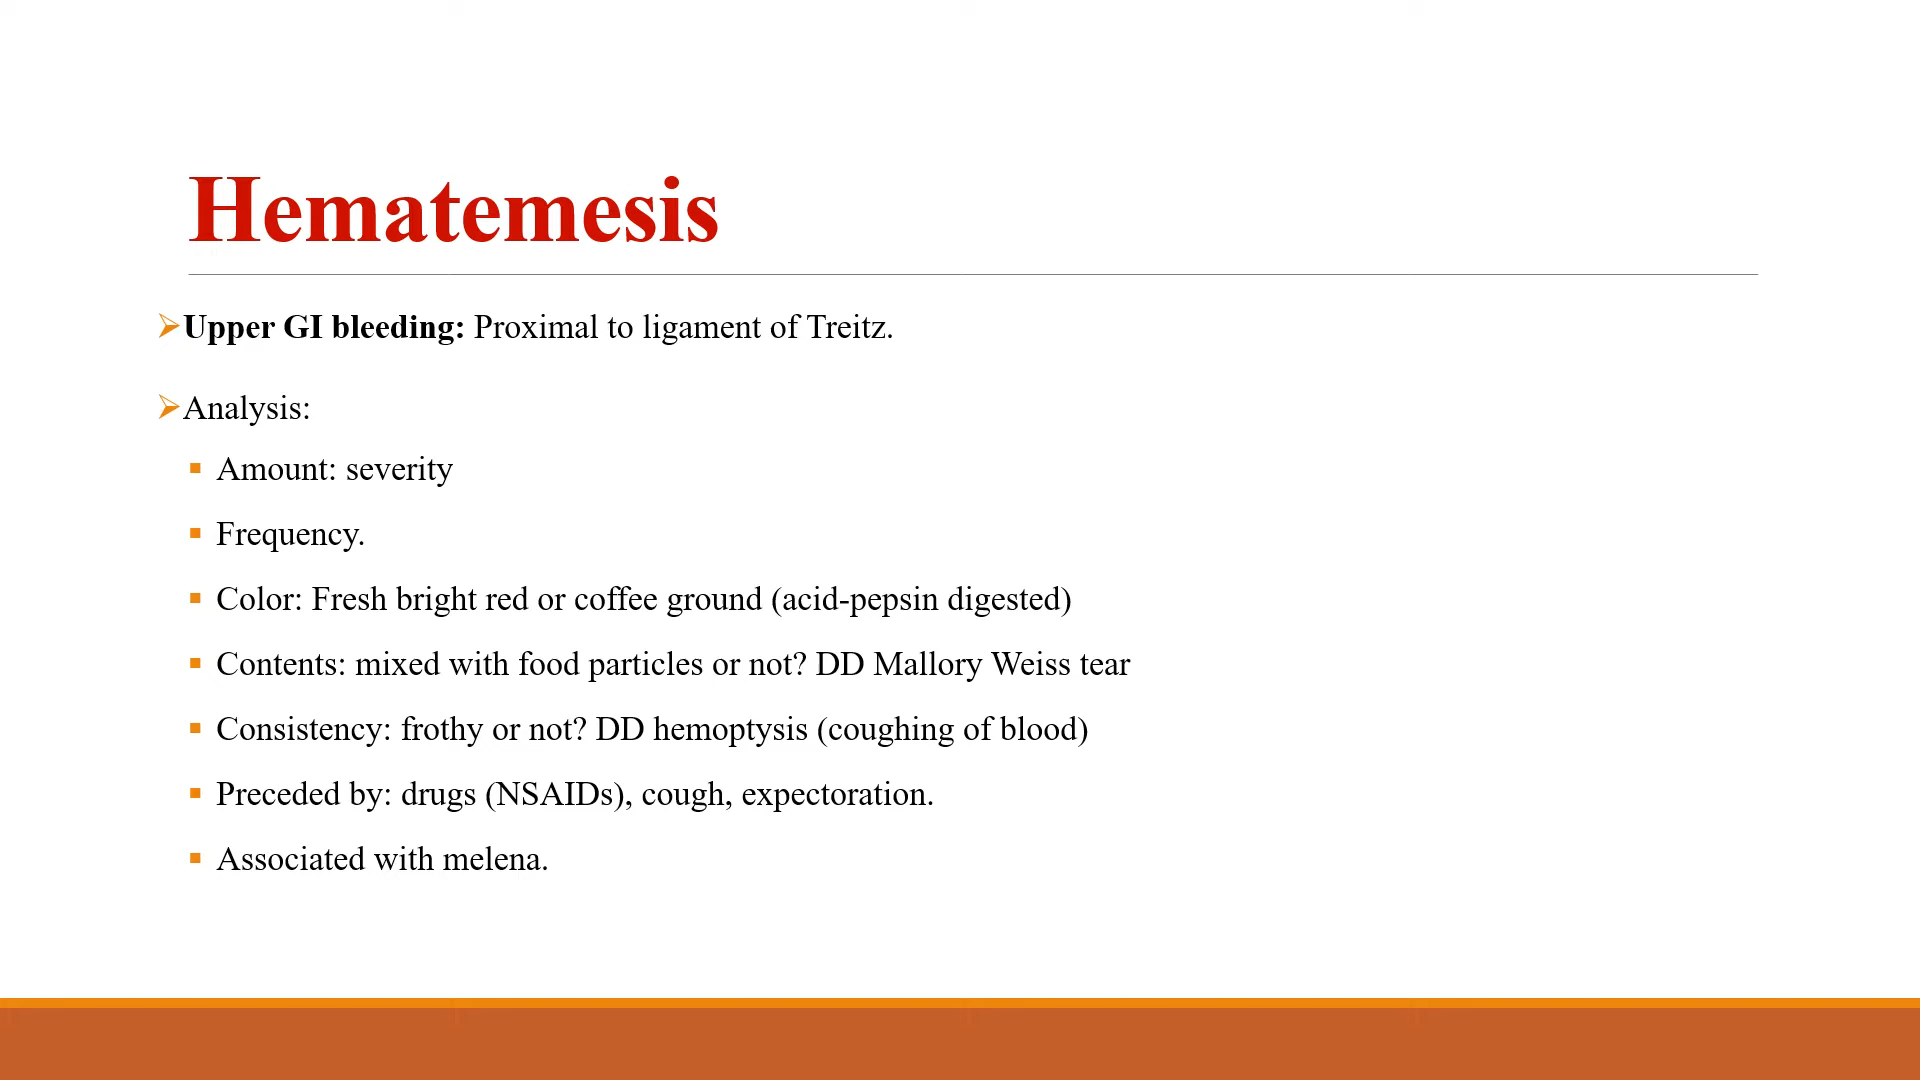 Hematemesis
Upper GI bleeding: Proximal to ligament of Treitz.
Analysis:
Amount: severity
Frequency.
Color: Fresh bright red or coffee ground (acid-pepsin digested)
Contents: mixed with food particles or not? DD Mallory Weiss tear
Consistency: frothy or not? DD hemoptysis (coughing of blood)
Preceded by: drugs (NSAIDs), cough, expectoration.
Associated with melena.